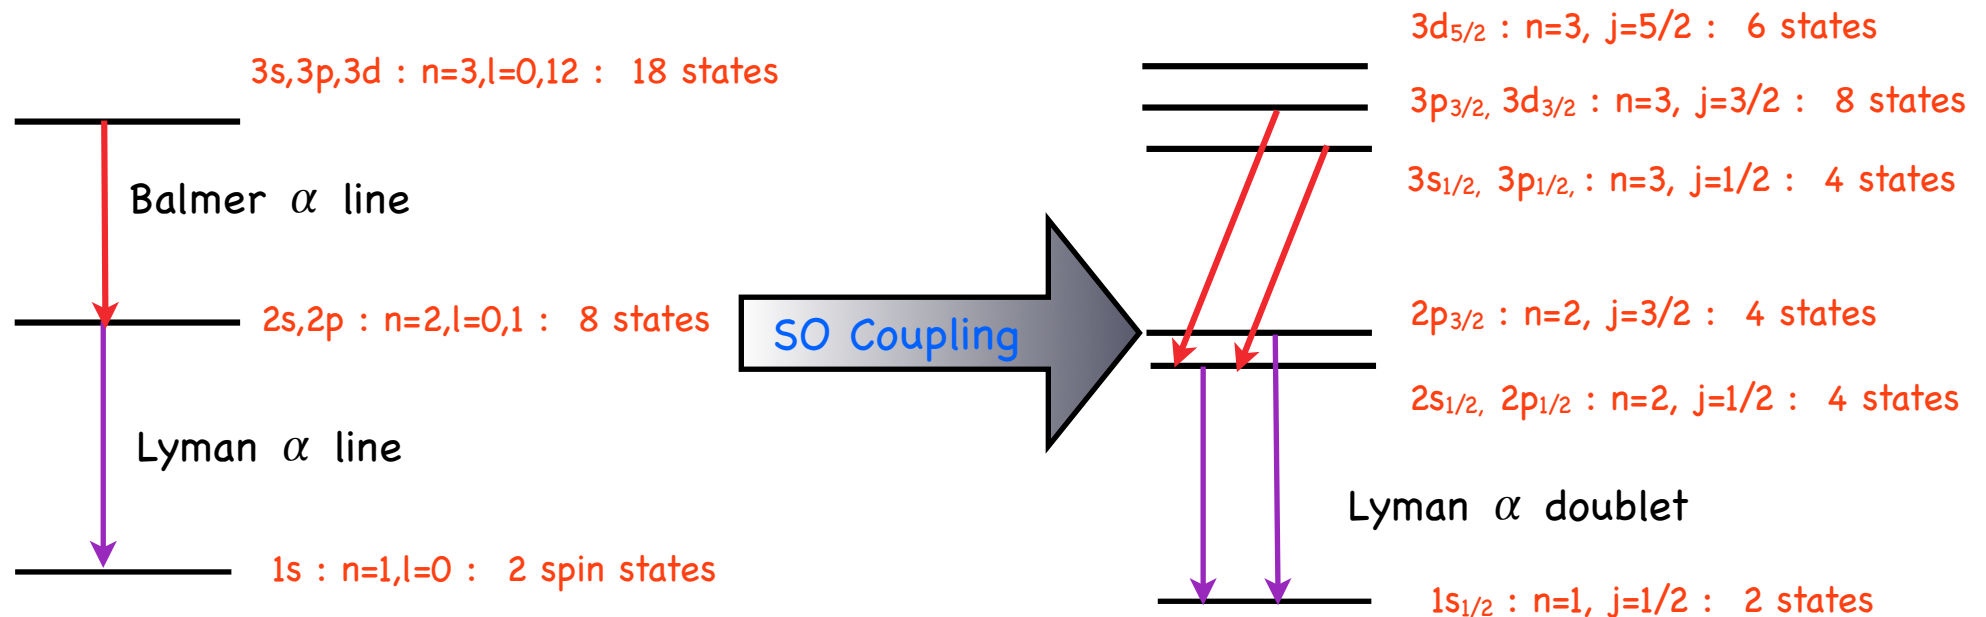 3s,3p,3d : n=3,l=0,12 : 18 states
Balmer α line
2s,2p : n=2,l=0,1 : 8 states
Lyman α line
1s : n=1,l=0 : 2 spin states
SO Coupling
3d5/2 : n=3, j=5/2 : 6 states
3p3/2, 3d3/2 : n=3, j=3/2 : 8 states
3s1/2, 3p1/2, : n=3, j=1/2 : 4 states
2p3/2 : n=2, j=3/2 : 4 states
2s1/2, 2p1/2 : n=2, j=1/2 : 4 states
Lyman α doublet
1s1/2 : n=1, j=1/2 : 2 states